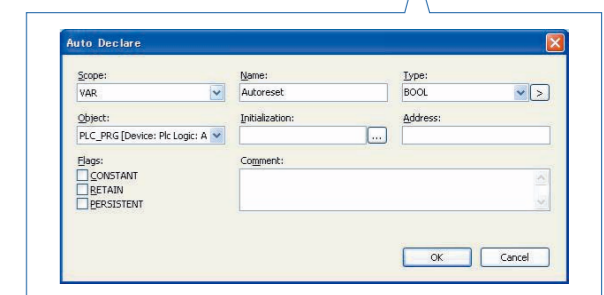 Auto Declare
Scope: Name: Type:
VAR Autoreset BOOL >
Object: Initialization: Address:
PLC_PRG [Device: Plc Logic: A ...
Flags: Comment:
CONSTANT
RETAIN
PERSISTENT
OK Cancel